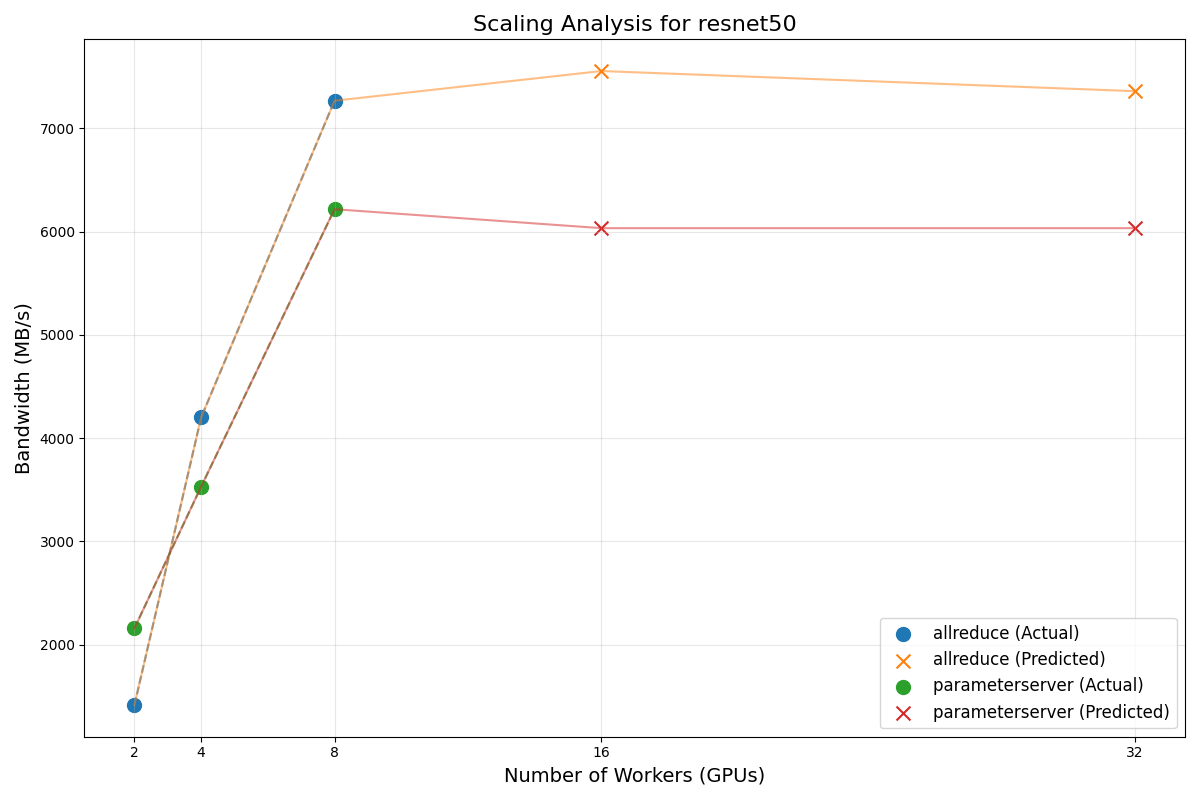 Scaling Analysis for resnet50
Bandwidth (MB/s)
7000
6000
5000
4000
3000
2000
2 4 8 16 32
Number of Workers (GPUs)
allreduce (Actual)
allreduce (Predicted)
parameterserver (Actual)
parameterserver (Predicted)